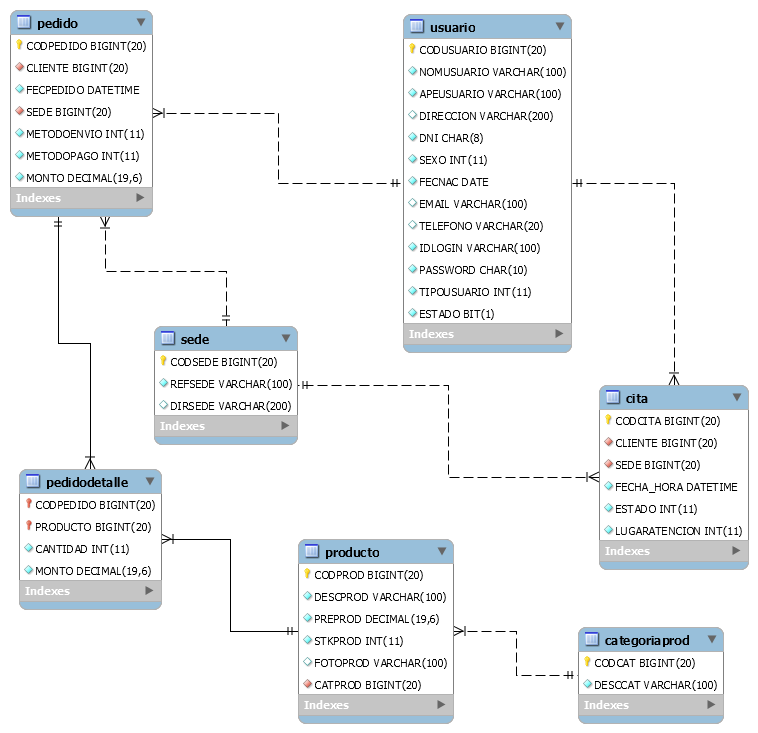 pedido
CODPEDIDO BIGINT(20)
CLIENTE BIGINT(20)
FECPEDIDO DATETIME
SEDE BIGINT(20)
METODOENVIO INT(11)
METODOPAGO INT(11)
MONTO DECIMAL(19,6)
Indexes
usuario
CODUSUARIO BIGINT(20)
NOMUSUARIO VARCHAR(100)
APEUSUARIO VARCHAR(100)
DIRECCION VARCHAR(200)
DNI CHAR(8)
SEXO INT(11)
FECNAC DATE
EMAIL VARCHAR(100)
TELEFONO VARCHAR(20)
IDLOGIN VARCHAR(100)
PASSWORD CHAR(10)
TIPOUSUARIO INT(11)
ESTADO BIT(1)
Indexes
sede
CODSEDE BIGINT(20)
REFSEDE VARCHAR(100)
DIRSEDE VARCHAR(200)
Indexes
cita
CODCITA BIGINT(20)
CLIENTE BIGINT(20)
SEDE BIGINT(20)
FECHA_HORA DATETIME
ESTADO INT(11)
LUGARATENCION INT(11)
Indexes
pedidodetalle
CODPEDIDO BIGINT(20)
PRODUCTO BIGINT(20)
CANTIDAD INT(11)
MONTO DECIMAL(19,6)
Indexes
producto
CODPROD BIGINT(20)
DESCPROD VARCHAR(100)
PREPROD DECIMAL(19,6)
STKPROD INT(11)
FOTOPROD VARCHAR(100)
CATPROD BIGINT(20)
Indexes
categoriaprod
CODCAT BIGINT(20)
DESCCAT VARCHAR(100)
Indexes